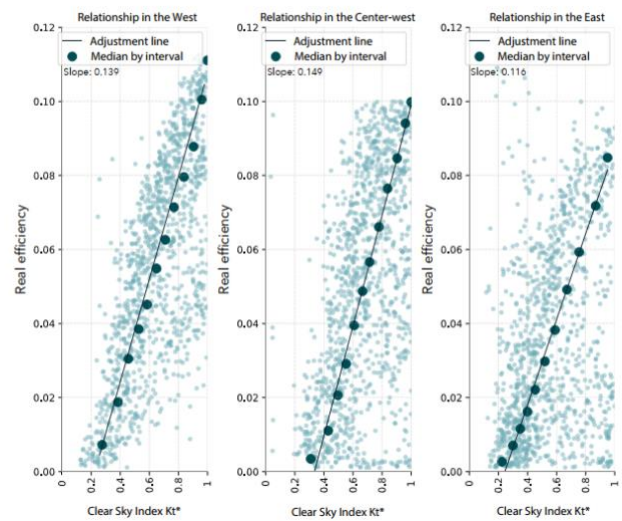 Relationship in the West
0.12
Adjustment line
Median by interval
Slope: 0.139
0.10
0.08
0.06
0.04
0.02
0.00
Real efficiency
0
0.2
0.4
0.6
0.8
1
Clear Sky Index Kt*
Relationship in the Center-west
0.12
Adjustment line
Median by interval
Slope: 0.149
0.10
0.08
0.06
0.04
0.02
0.00
Real efficiency
0
0.2
0.4
0.6
0.8
1
Clear Sky Index Kt*
Relationship in the East
0.12
Adjustment line
Median by interval
Slope: 0.116
0.10
0.08
0.06
0.04
0.02
0.00
Real efficiency
0
0.2
0.4
0.6
0.8
1
Clear Sky Index Kt*